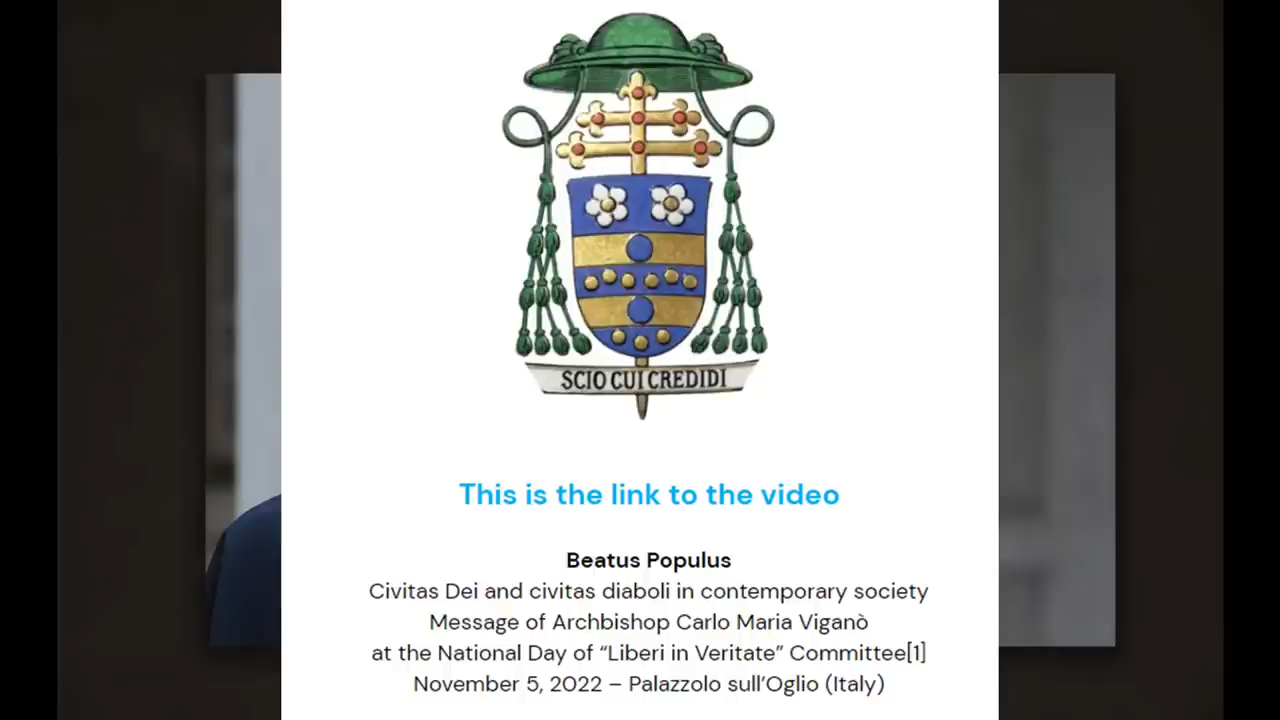 SCIO CUI CREDIDI
This is the link to the video
Beatus Populus
Civitas Dei and civitas diaboli in contemporary society
Message of Archbishop Carlo Maria Viganò
at the National Day of “Liberi in Veritate” Committee[1]
November 5, 2022 – Palazzolo sull’Oglio (Italy)